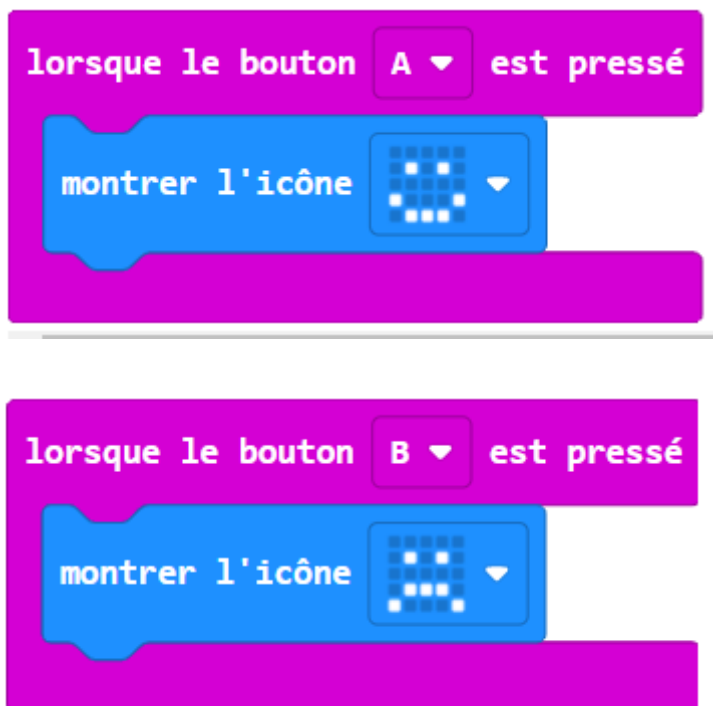 lorsque le bouton A est pressé
montrer l'icône
lorsque le bouton B est pressé
montrer l'icône